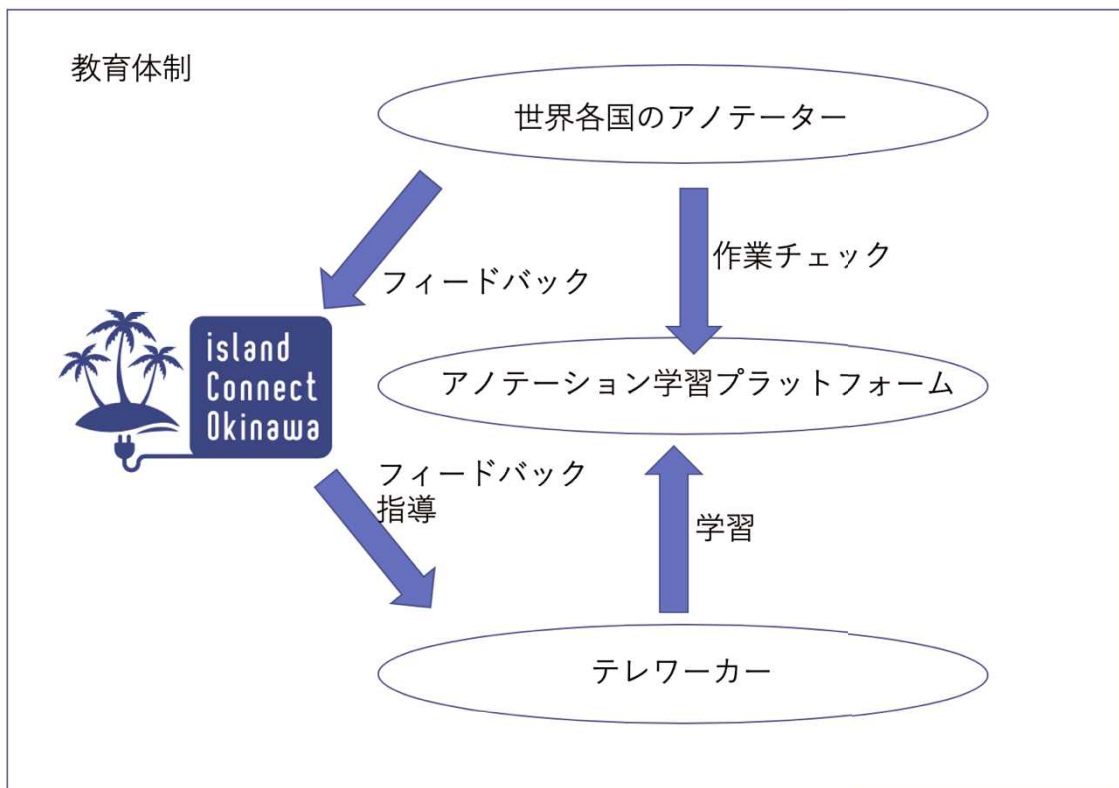 教育体制
世界各国のアノテーター
フィードバック
作業チェック
island
Connect
Okinawa
アノテーション学習プラットフォーム
フィードバック
指導
学習
テレワーカー